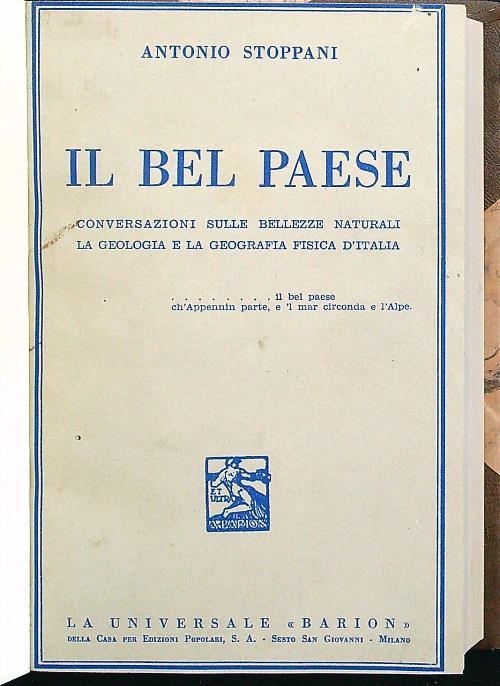 ANTONIO STOPPANI
IL BEL PAESE
CONVERSAZIONI SULLE BELLEZZE NATURALI
LA GEOLOGIA E LA GEOGRAFIA FISICA D'ITALIA
. . . . . . . . il bel paese
ch'Appennin parte, e 'l mar circonda e l'Alpe.
ET
ULTRA
A. BARION
LA UNIVERSALE «BARION»
DELLA CASA PER EDIZIONI POPOLARI, S. A. - SESTO SAN GIOVANNI - MILANO